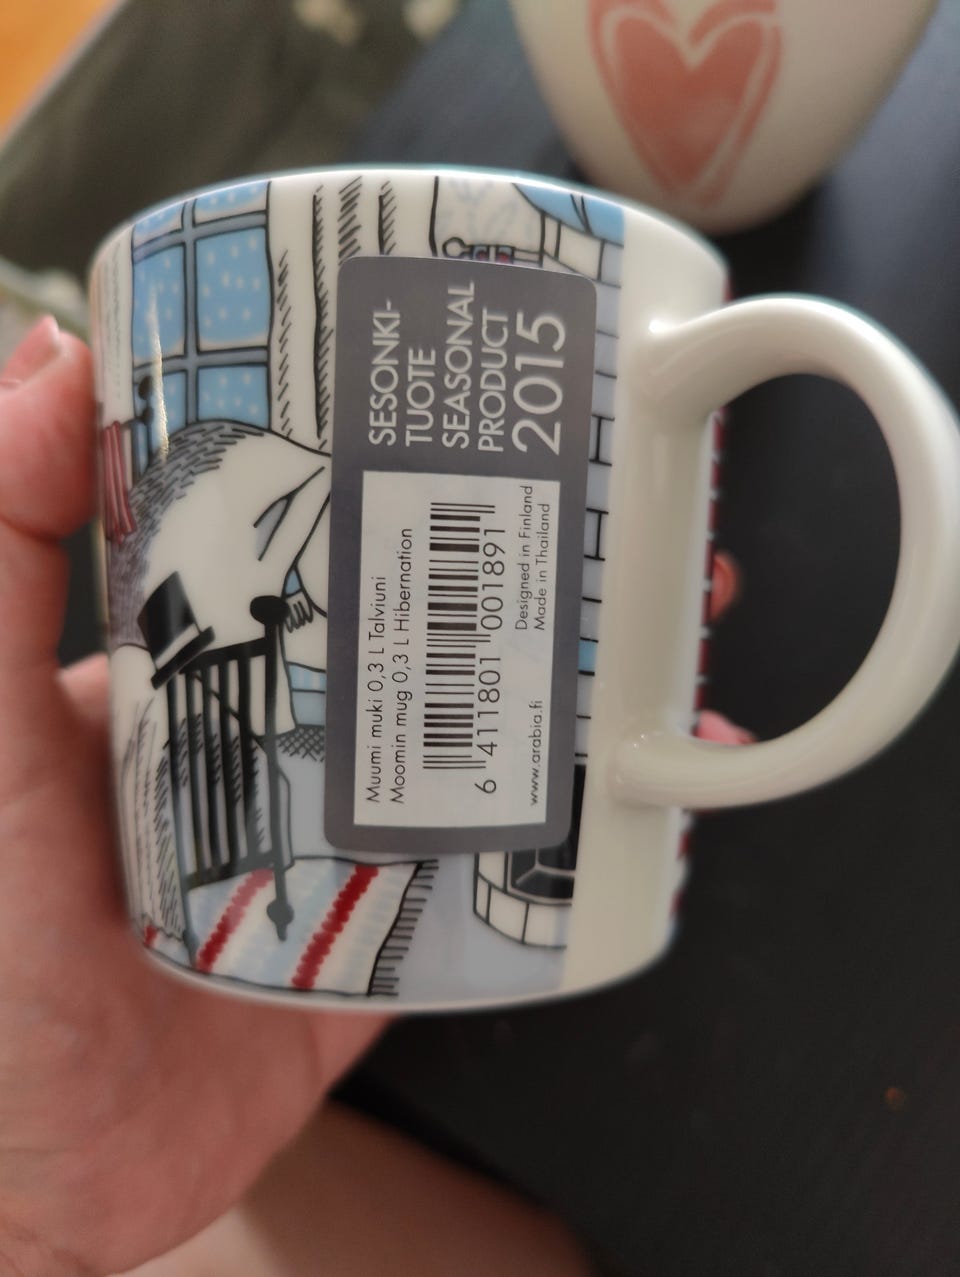 SESONKI-
TUOTE
SEASONAL
PRODUCT
2015
Muumi muki 0,3 L Talviuni
Moomin mug 0,3 L Hibernation
6 411801 001891
www.arabia.fi
Designed in Finland
Made in Thailand